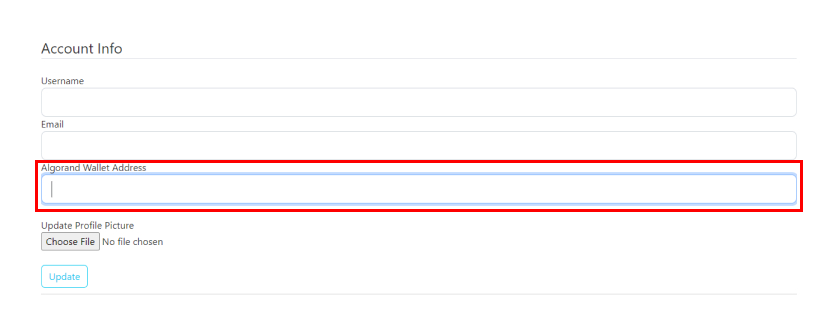 Account Info
Username
Email
Algorand Wallet Address
Update Profile Picture
Choose File No file chosen
Update